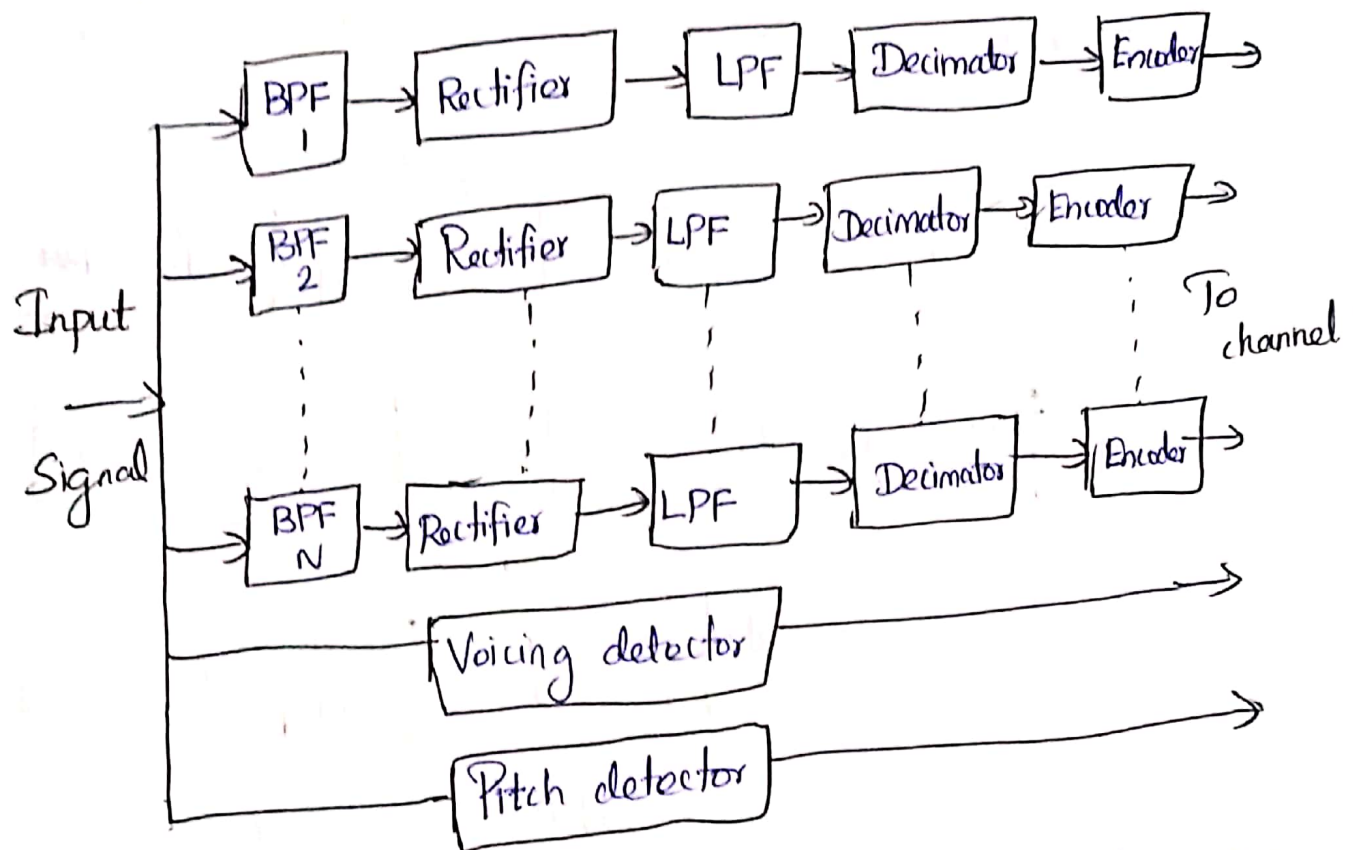 BPF
1
Rectifier
LPF
Decimator
Encoder
BPF
2
Rectifier
LPF
Decimator
Encoder
Input
Signal
To
channel
BPF
N
Rectifier
LPF
Decimator
Encoder
Voicing detector
Pitch detector